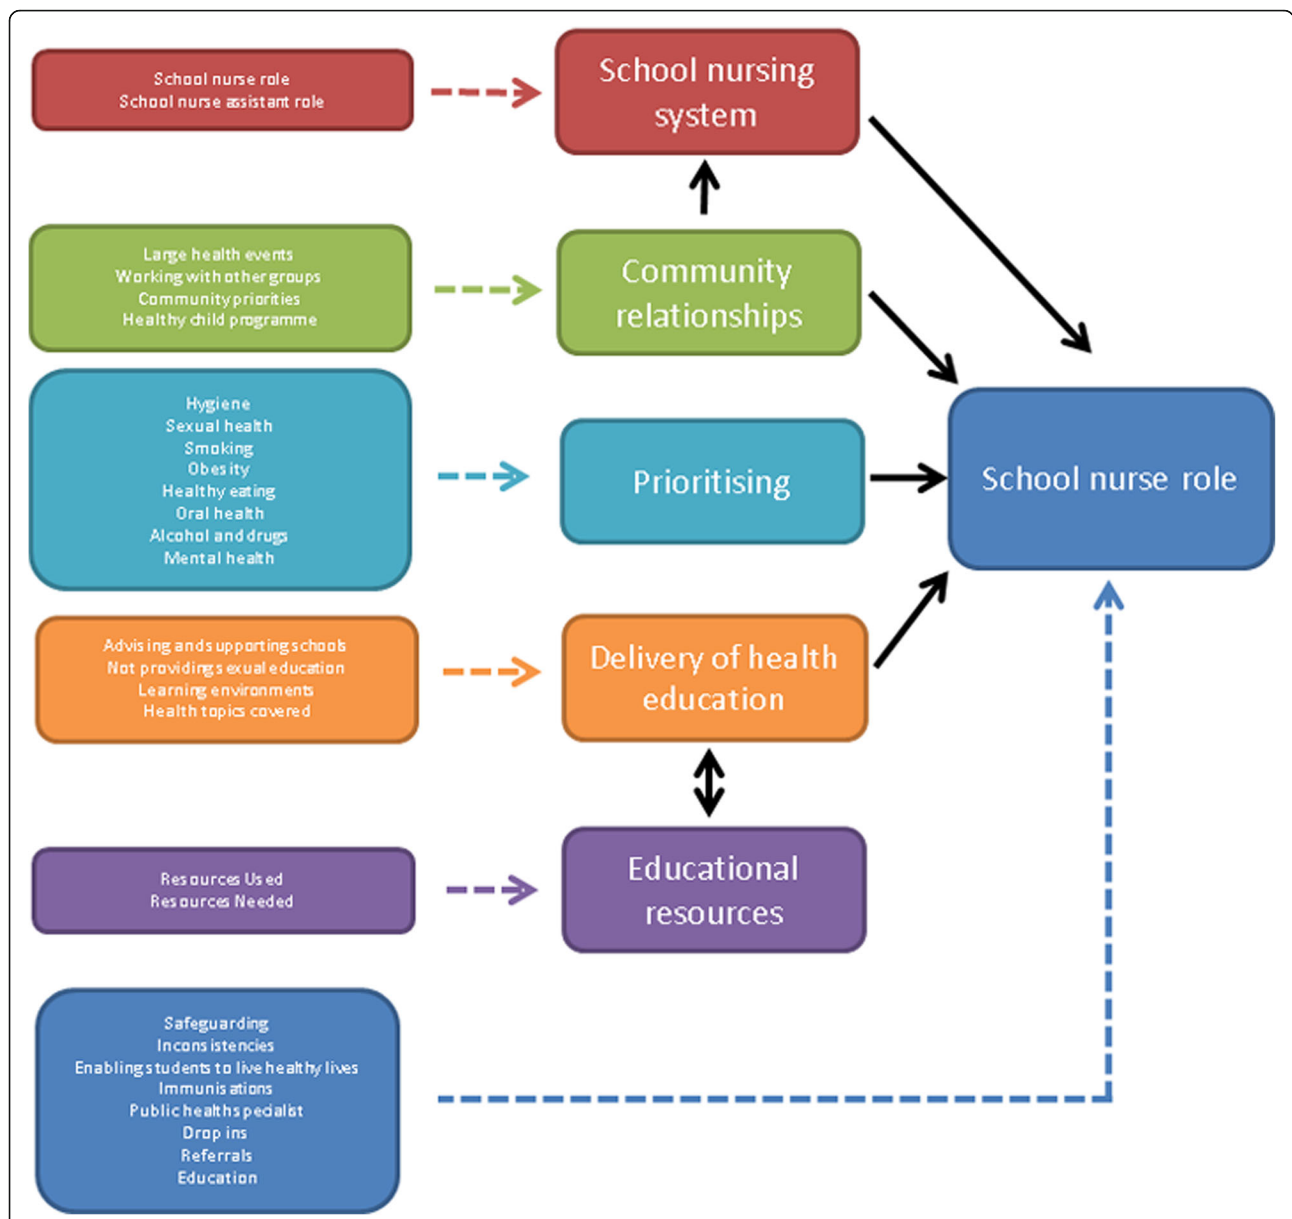 School nurse role
School nurse assistant role
School nursing
system
Large health events
Working with other groups
Community priorities
Healthy child programme
Community
relationships
Hygiene
Sexual health
Smoking
Obesity
Healthy eating
Oral health
Alcohol and drugs
Mental health
Prioritising
School nurse role
Advising and supporting schools
Not providing sexual education
Learning environments
Health topics covered
Delivery of health
education
Resources Used
Resources Needed
Educational
resources
Safeguarding
Inconsistencies
Enabling students to live healthy lives
Immunisations
Public health specialist
Drop ins
Referrals
Education